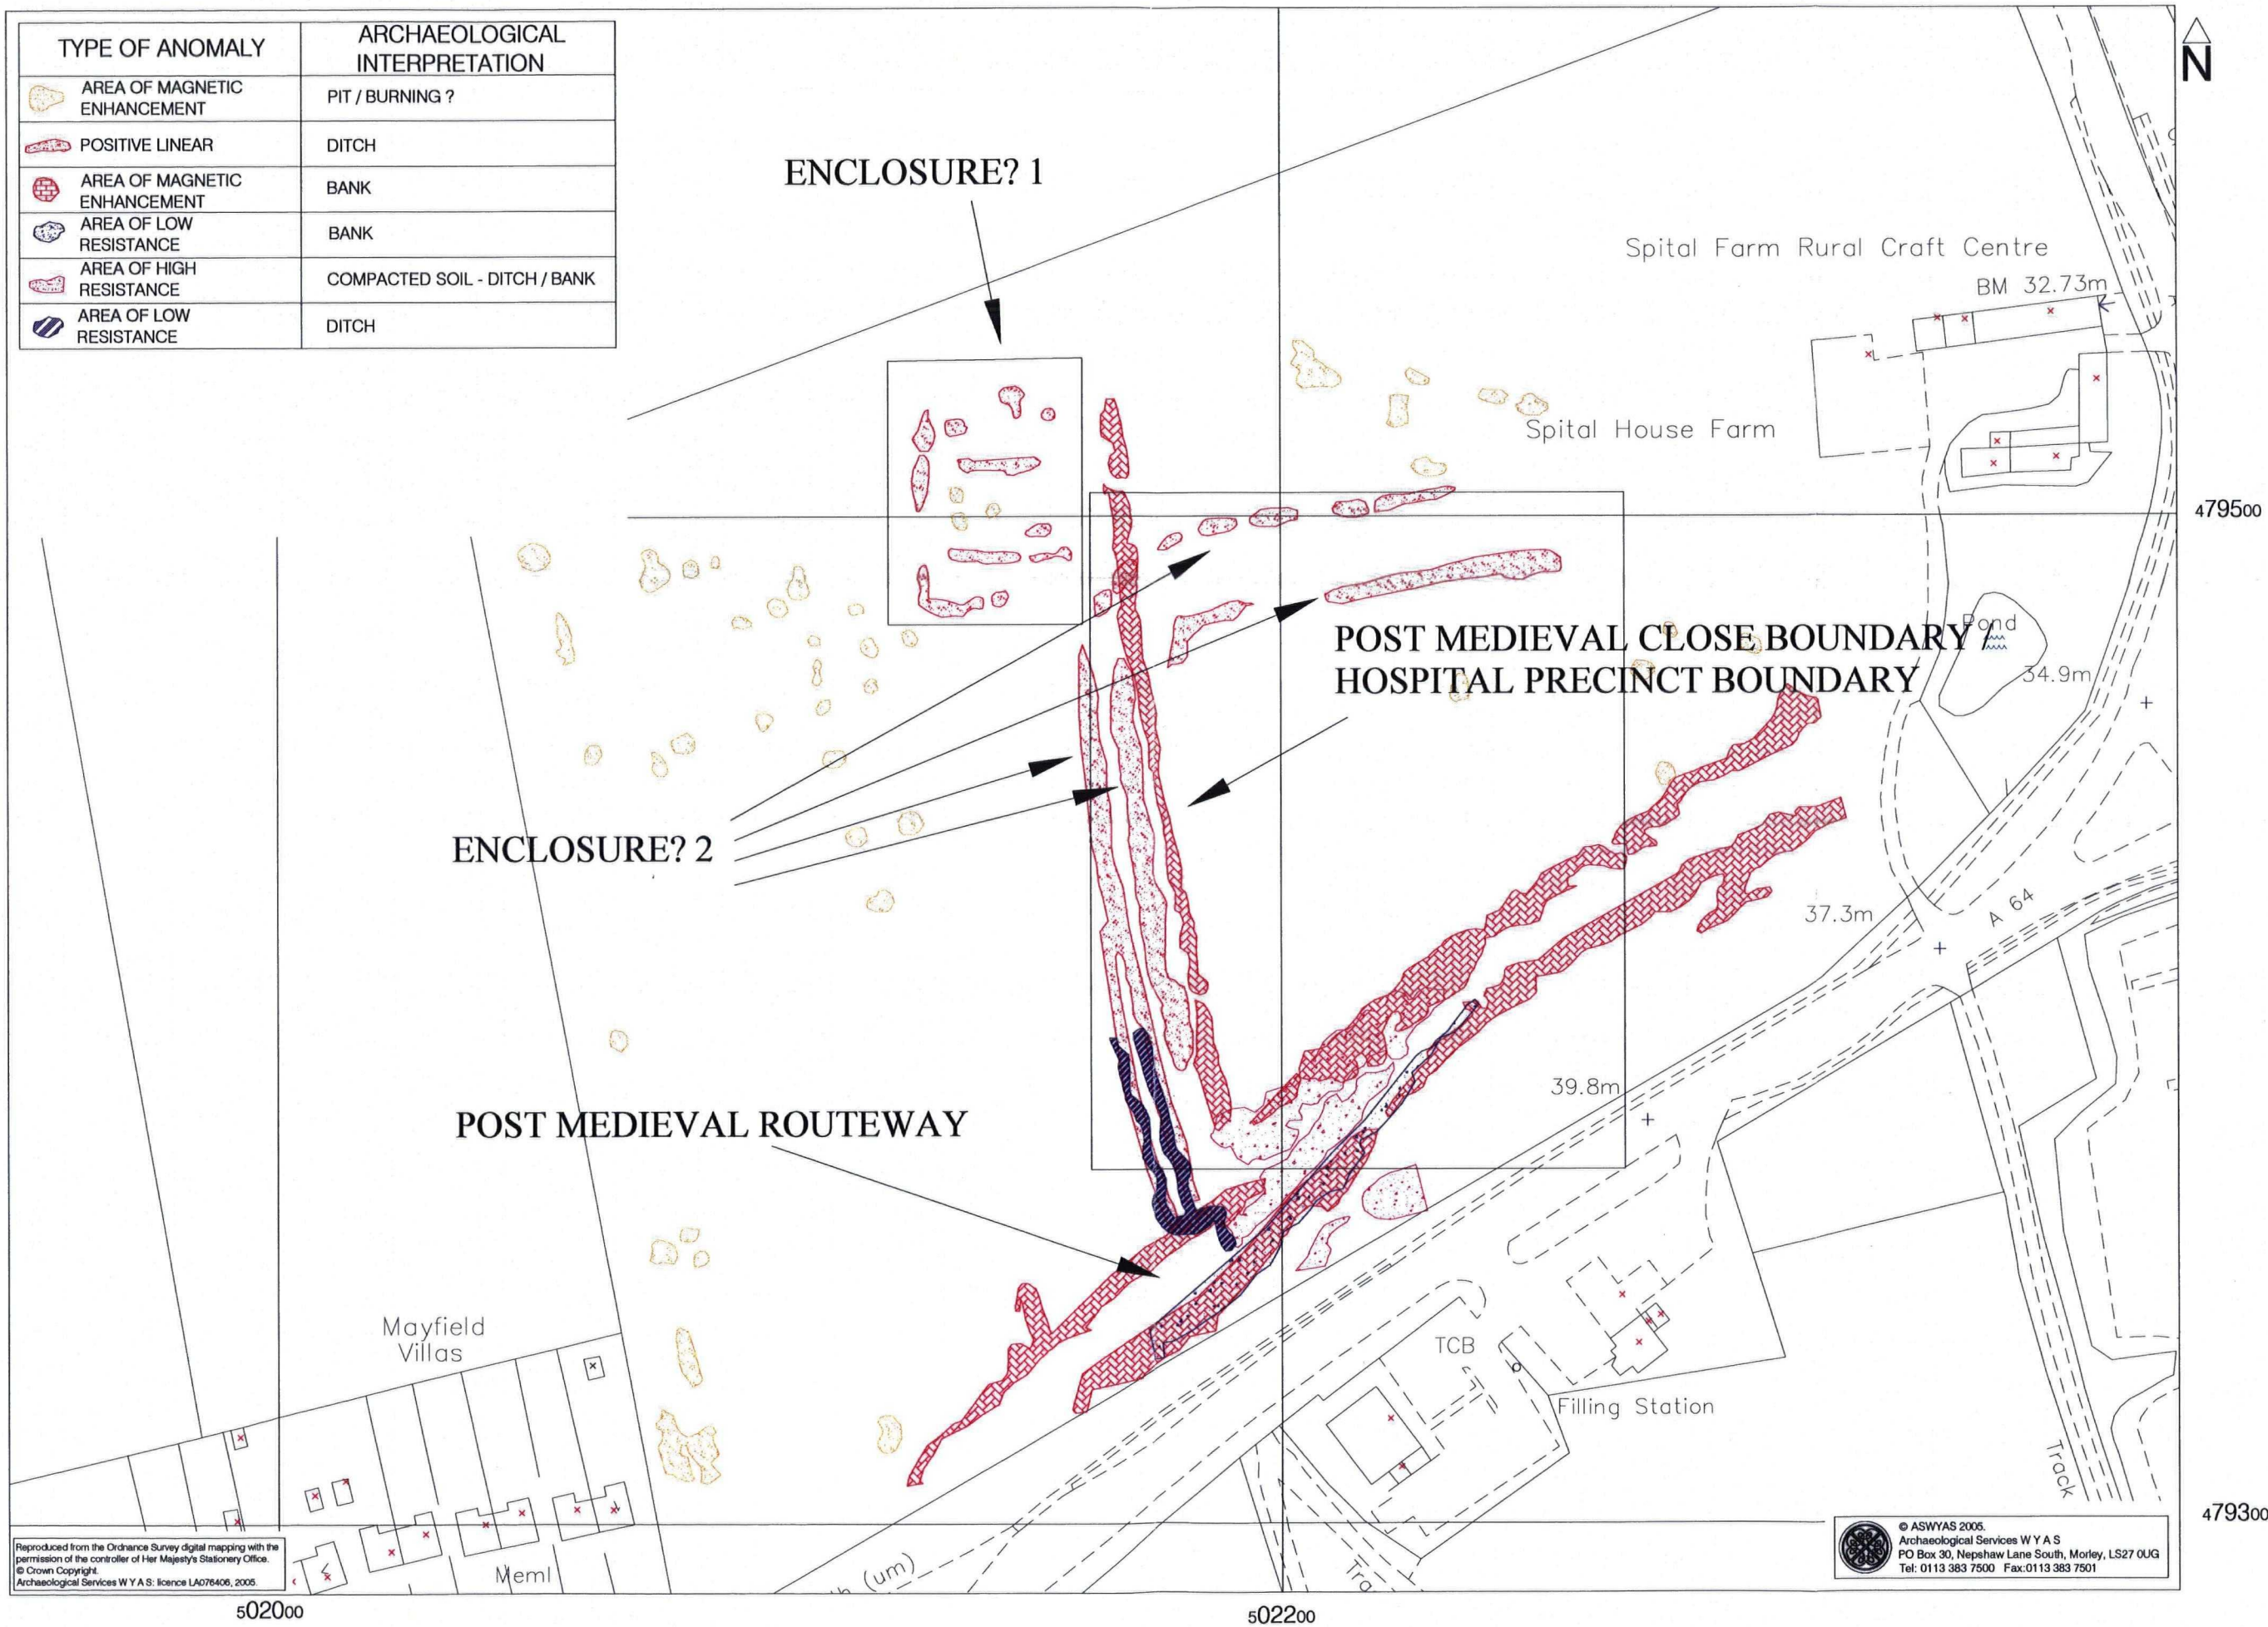 TYPE OF ANOMALY
ARCHAEOLOGICAL
INTERPRETATION
AREA OF MAGNETIC
ENHANCEMENT
PIT / BURNING ?
POSITIVE LINEAR
DITCH
AREA OF MAGNETIC
ENHANCEMENT
BANK
AREA OF LOW
RESISTANCE
BANK
AREA OF HIGH
RESISTANCE
COMPACTED SOIL - DITCH / BANK
AREA OF LOW
RESISTANCE
DITCH
N
ENCLOSURE? 1
Spital Farm Rural Craft Centre
BM 32.73m
Spital House Farm
479500
Pond
POST MEDIEVAL CLOSE BOUNDARY /
HOSPITAL PRECINCT BOUNDARY
34.9m
ENCLOSURE? 2
37.3m
A 64
39.8m
POST MEDIEVAL ROUTEWAY
Mayfield
Villas
TCB
Filling Station
Track
479300
Meml
(um)
Reproduced from the Ordnance Survey digital mapping with the
permission of the controller of Her Majesty's Stationery Office.
© Crown Copyright.
Archaeological Services W Y A S: licence LA076406, 2005.
© ASWYAS 2005.
Archaeological Services W Y A S
PO Box 30, Nepshaw Lane South, Morley, LS27 0UG
Tel: 0113 383 7500 Fax:0113 383 7501
502000
502200